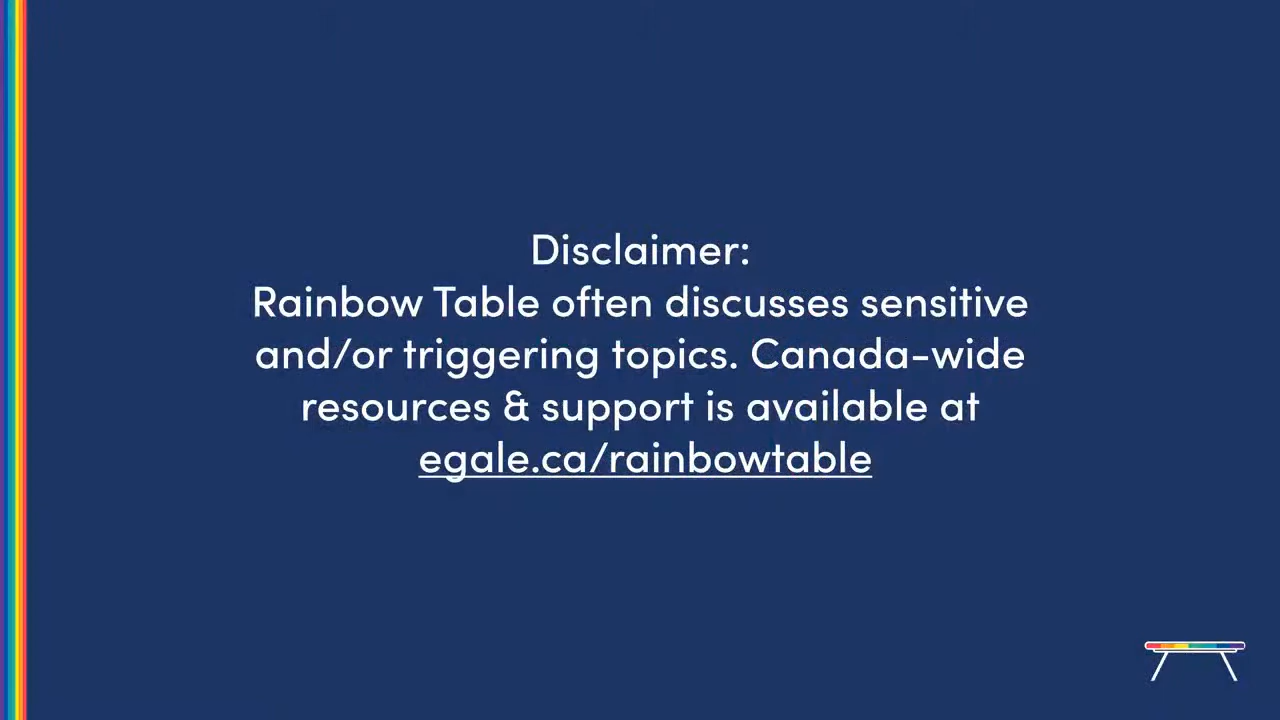 Disclaimer:
Rainbow Table often discusses sensitive
and/or triggering topics. Canada-wide
resources & support is available at
egale.ca/rainbowtable